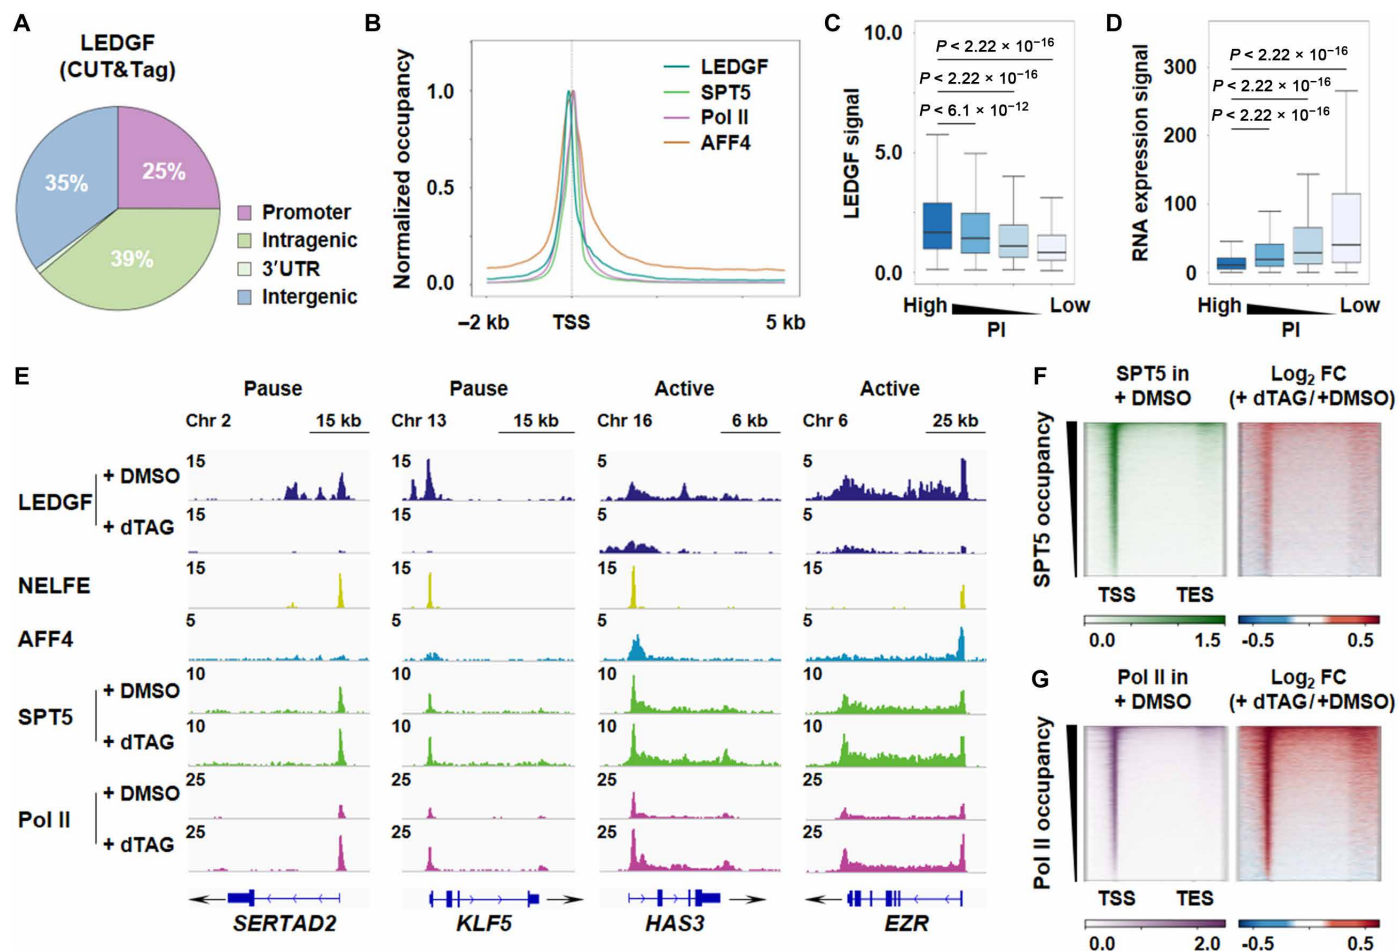 A
LEDGF
(CUT&Tag)
25%
35%
39%
Promoter
Intragenic
3′UTR
Intergenic
B
Normalized occupancy
1.0
0.5
0.0
LEDGF
SPT5
Pol II
AFF4
−2 kb
TSS
5 kb
C
LEDGF signal
10.0
5.0
0.0
P < 2.22 × 10−16
P < 2.22 × 10−16
P < 6.1 × 10−12
High
Low
PI
D
RNA expression signal
300
200
100
0
P < 2.22 × 10−16
P < 2.22 × 10−16
P < 2.22 × 10−16
High
Low
PI
E
Pause
Pause
Active
Active
Chr 2
15 kb
Chr 13
15 kb
Chr 16
6 kb
Chr 6
25 kb
LEDGF
+ DMSO
15
15
5
5
+ dTAG
15
15
5
5
NELFE
15
15
15
15
AFF4
5
5
5
5
SPT5
+ DMSO
10
10
10
10
+ dTAG
10
10
10
10
Pol II
+ DMSO
25
25
25
25
+ dTAG
25
25
25
25
SERTAD2
KLF5
HAS3
EZR
F
SPT5 in
+ DMSO
Log2 FC
(+ dTAG/+DMSO)
SPT5 occupancy
TSS
TES
0.0
1.5
-0.5
0.5
G
Pol II in
+ DMSO
Log2 FC
(+ dTAG/+DMSO)
Pol II occupancy
TSS
TES
0.0
2.0
-0.5
0.5